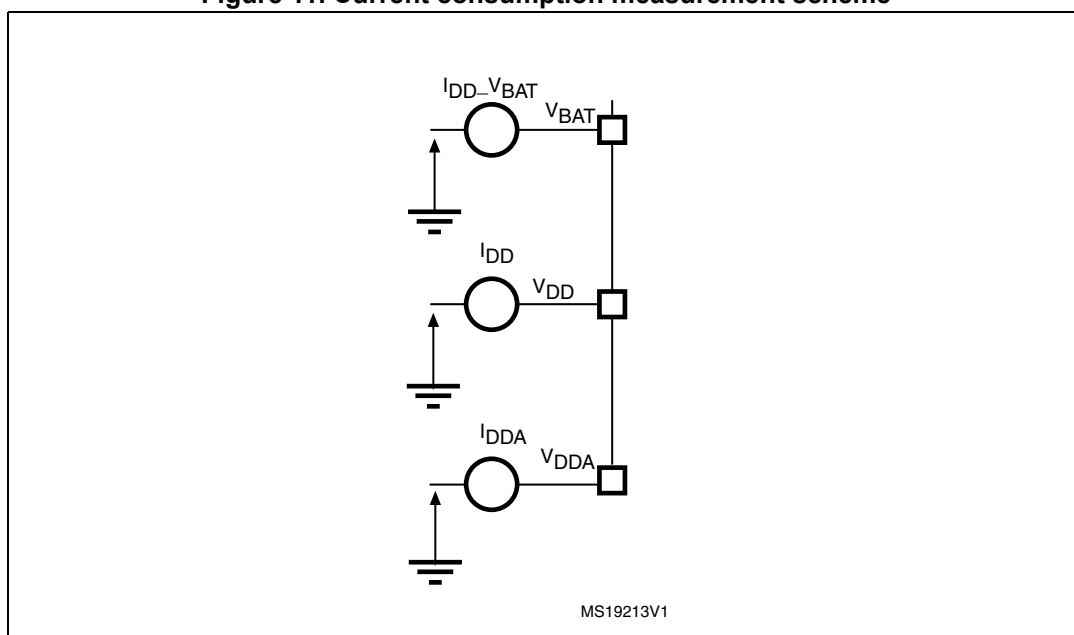 Figure 11. Current consumption measurement scheme
IDD_VBAT
VBAT
IDD
VDD
IDDA
VDDA
MS19213V1